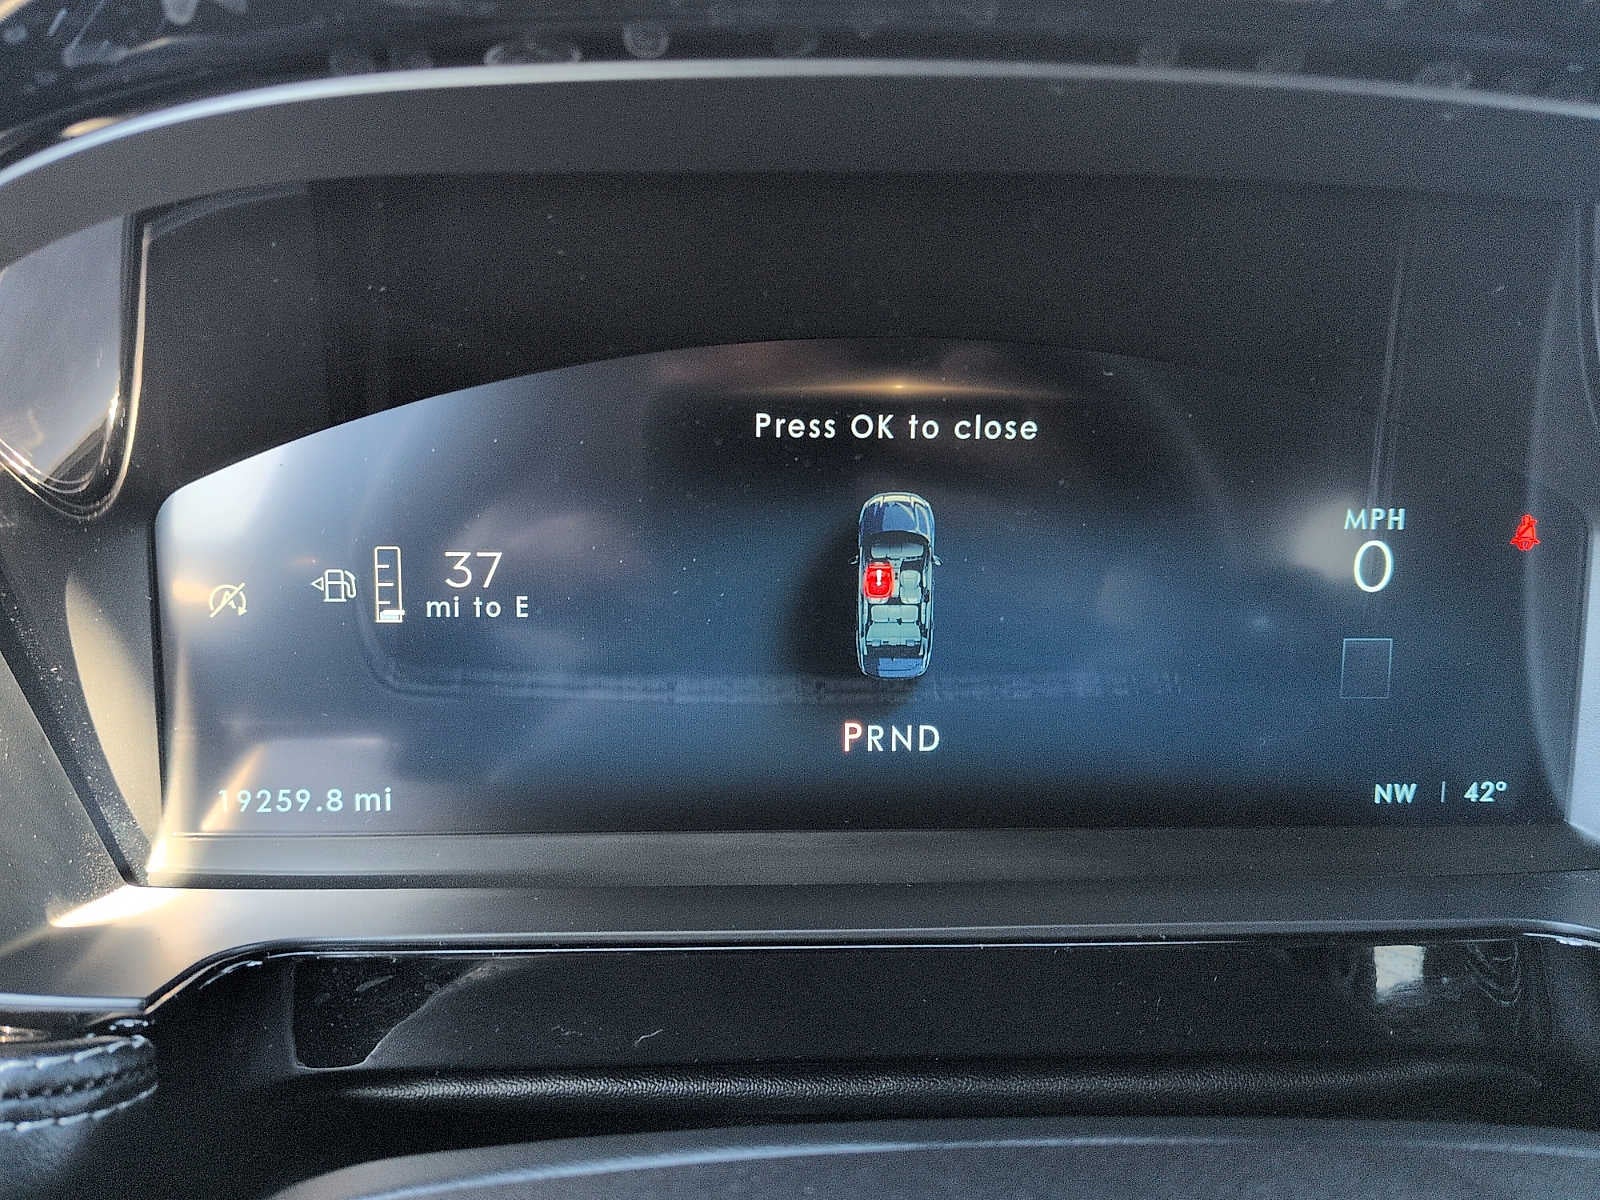 Press OK to close
MPH
0
37
mi to E
PRND
19259.8 mi
NW | 42°